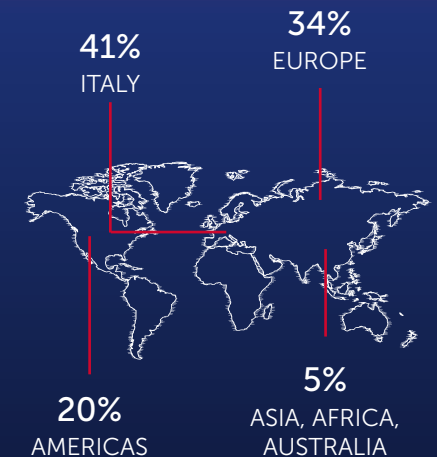 41%
ITALY
34%
EUROPE
20%
AMERICAS
5%
ASIA, AFRICA,
AUSTRALIA